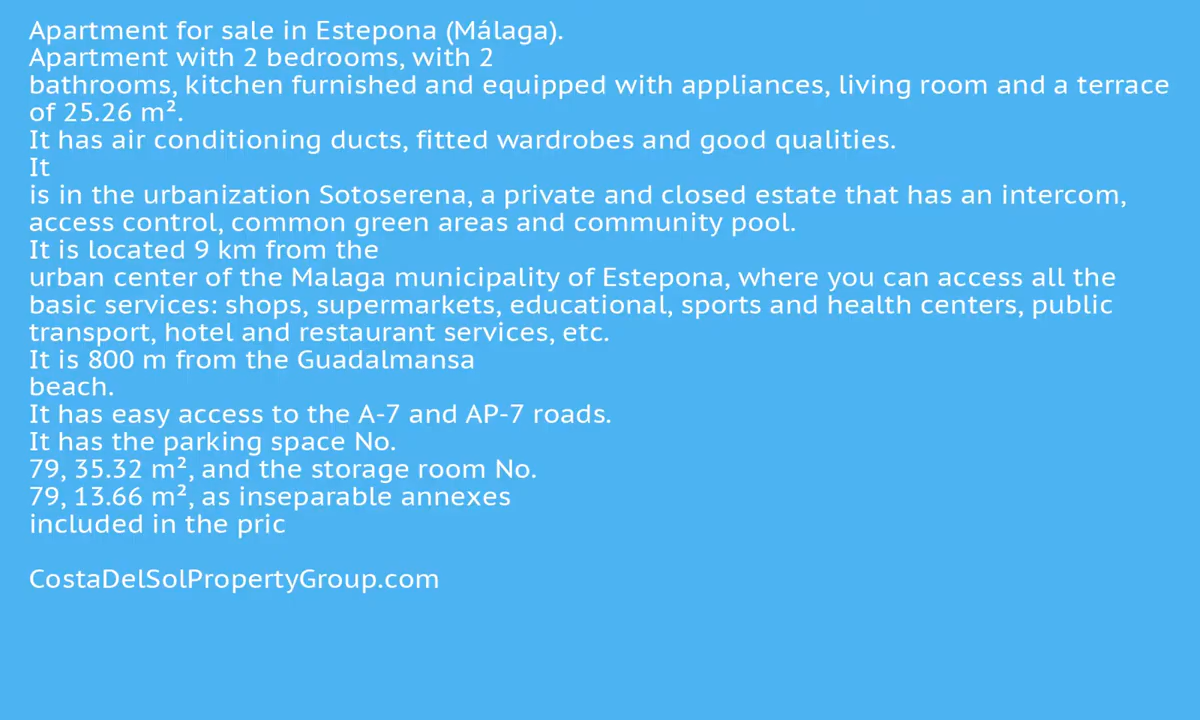 Apartment for sale in Estepona (Málaga).
Apartment with 2 bedrooms, with 2
bathrooms, kitchen furnished and equipped with appliances, living room and a terrace
of 25.26 m².
It has air conditioning ducts, fitted wardrobes and good qualities.
It
is in the urbanization Sotoserena, a private and closed estate that has an intercom,
access control, common green areas and community pool.
It is located 9 km from the
urban center of the Malaga municipality of Estepona, where you can access all the
basic services: shops, supermarkets, educational, sports and health centers, public
transport, hotel and restaurant services, etc.
It is 800 m from the Guadalmansa
beach.
It has easy access to the A-7 and AP-7 roads.
It has the parking space No.
79, 35.32 m², and the storage room No.
79, 13.66 m², as inseparable annexes
included in the pric
CostaDelSolPropertyGroup.com